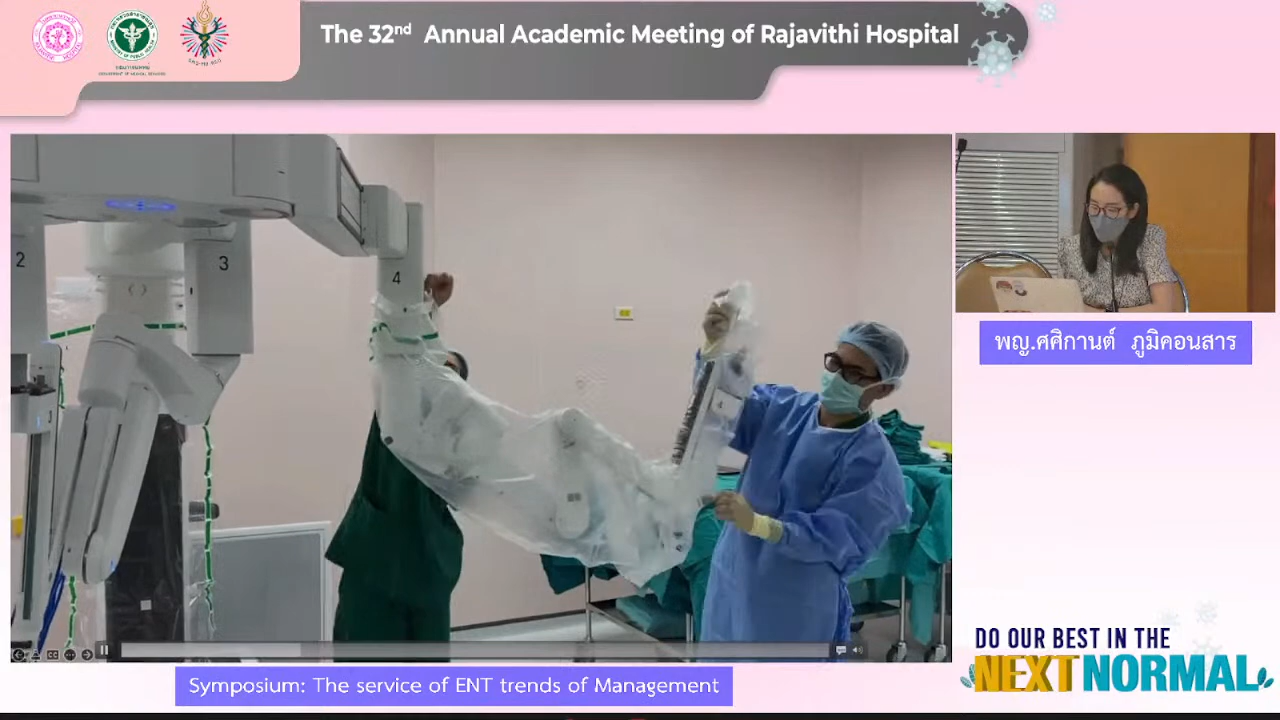 The 32nd Annual Academic Meeting of Rajavithi Hospital
2
3
4
4
พญ.ศศิกานต์ ภูมิคอนสาร
DO OUR BEST IN THE
NEXT NORMAL
Symposium: The service of ENT trends of Management